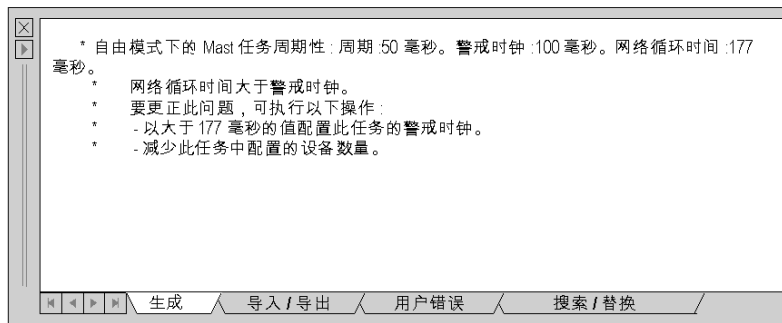 * 自由模式下的 Mast 任务周期性 : 周期 :50 毫秒。警戒时钟 :100 毫秒。网络循环时间 :177
毫秒。
* 网络循环时间大于警戒时钟。
* 要更正此问题，可执行以下操作 :
* - 以大于 177 毫秒的值配置此任务的警戒时钟。
* - 减少此任务中配置的设备数量。
生成 导入 / 导出 用户错误 搜索 / 替换